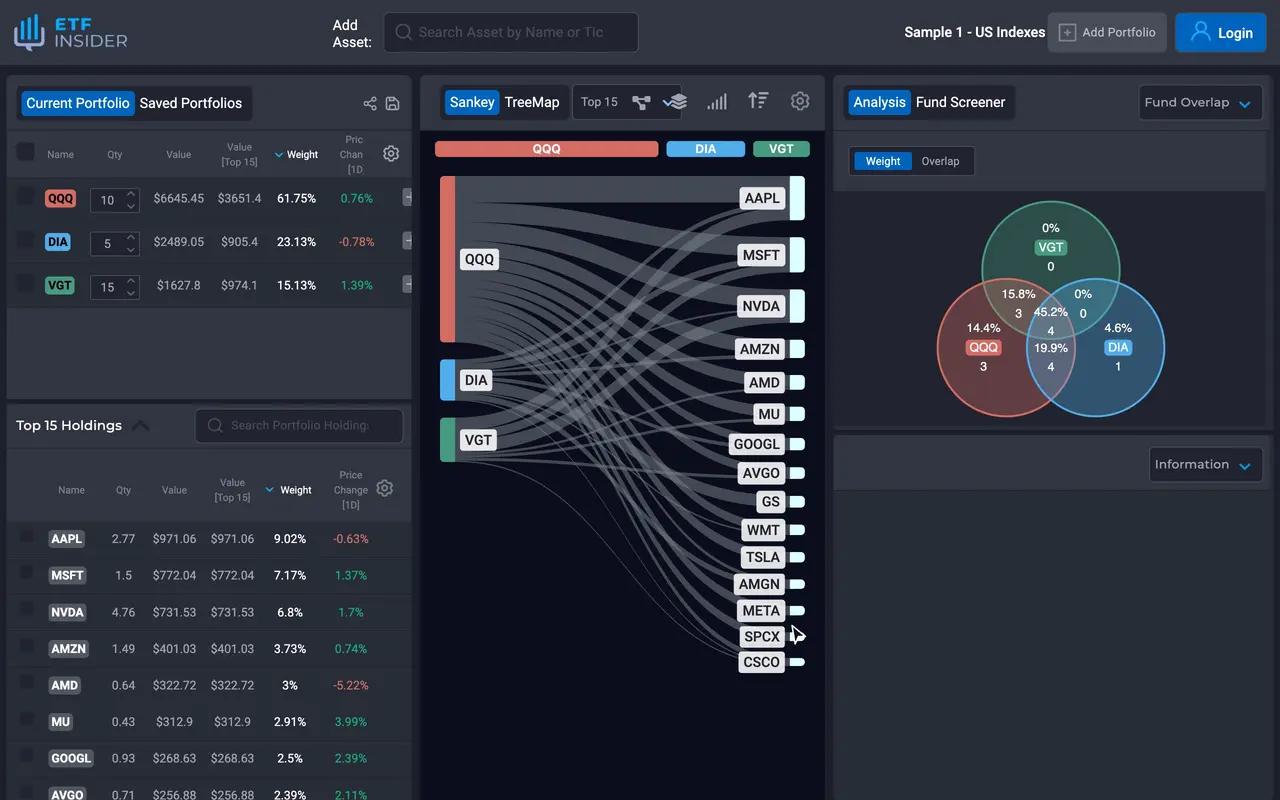 ETF
INSIDER
Add
Asset:
Search Asset by Name or Tic
Sample 1 - US Indexes
Add Portfolio
Login
Current Portfolio Saved Portfolios
Name Qty Value Value
[Top 15] Weight Pric
Chan
[1D
QQQ 10 $6645.45 $3651.4 61.75% 0.76%
DIA 5 $2489.05 $905.4 23.13% -0.78%
VGT 15 $1627.8 $974.1 15.13% 1.39%
Top 15 Holdings
Search Portfolio Holding:
Name Qty Value Value
[Top 15] Weight Price
Change
[1D]
AAPL 2.77 $971.06 $971.06 9.02% -0.63%
MSFT 1.5 $772.04 $772.04 7.17% 1.37%
NVDA 4.76 $731.53 $731.53 6.8% 1.7%
AMZN 1.49 $401.03 $401.03 3.73% 0.74%
AMD 0.64 $322.72 $322.72 3% -5.22%
MU 0.43 $312.9 $312.9 2.91% 3.99%
GOOGL 0.93 $268.63 $268.63 2.5% 2.39%
AVGO 0.71 $256.88 $256.88 2.39% 2.11%
Sankey TreeMap
Top 15
QQQ DIA VGT
QQQ
DIA
VGT
AAPL
MSFT
NVDA
AMZN
AMD
MU
GOOGL
AVGO
GS
WMT
TSLA
AMGN
META
SPCX
CSCO
Analysis Fund Screener
Fund Overlap
Weight Overlap
0%
VGT
0
15.8%
3
0%
0
45.2%
4
14.4%
QQQ
3
19.9%
4
4.6%
DIA
1
Information